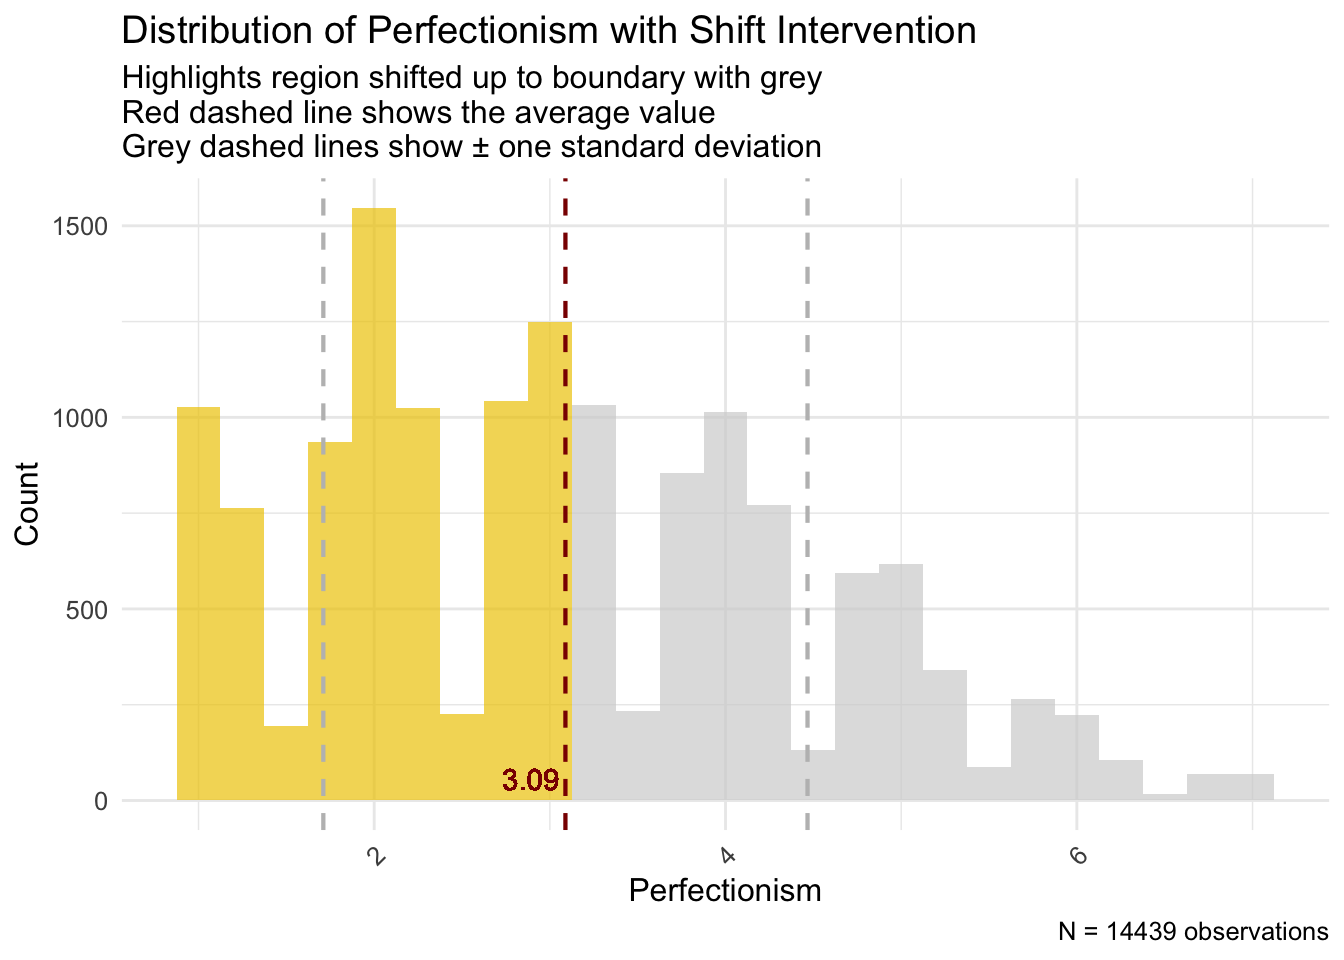 Distribution of Perfectionism with Shift Intervention
Highlights region shifted up to boundary with grey
Red dashed line shows the average value
Grey dashed lines show ± one standard deviation
1500
1000
500
0
Count
3.09
2
4
6
Perfectionism
N = 14439 observations